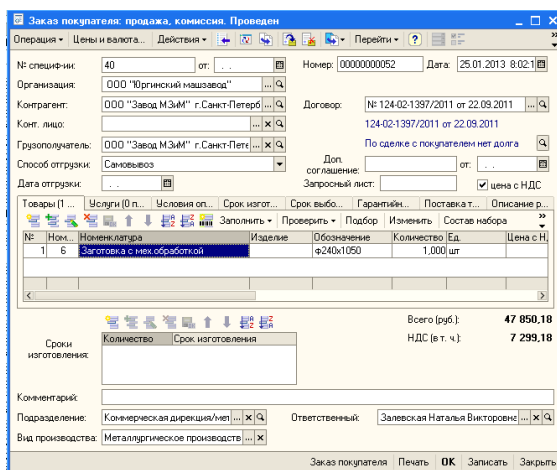 Заказ покупателя: продажа, комиссия. Проведен
Операция Цены и валюта... Действия Перейти ?
№ специф-ии: 40 от: . . Номер: 00000000052 Дата: 25.01.2013 8:02:1
Организация: ООО "Юргинский машзавод" ...
Контрагент: ООО "Завод МЗиМ" г.Санкт-Петерб ... Договор: № 124-02-1397/2011 от 22.09.2011 ...
Конт. лицо: ... x 124-02-1397/2011 от 22.09.2011
Грузополучатель: ООО "Завод МЗиМ" г.Санкт-Пете ... x По сделке с покупателем нет долга
Способ отгрузки: Самовывоз Доп. соглашение: от: . .
Дата отгрузки: . . Запросный лист: цена с НДС
Товары (1 ... Услуги (0 п... Условия оп... Срок изгот... Срок выбо... Гарантийн... Поставка т... Описание р...
Заполнить Проверить Подбор Изменить Состав набора
№ Ном... Номенклатура Изделие Обозначение Количество Ед. Цена с Н,
1 6 Заготовка с мех.обработкой ф240х1050 1,000 шт
Всего (руб.): 47 850,18
Сроки изготовления: Количество Срок изготовления НДС (в т. ч.): 7 299,18
Комментарий:
Подразделение: Коммерческая дирекция/мет ... x Ответственный: Залевская Наталья Викторовна ... x
Вид производства: Металлургическое производств ... x
Заказ покупателя Печать OK Записать Закрыть